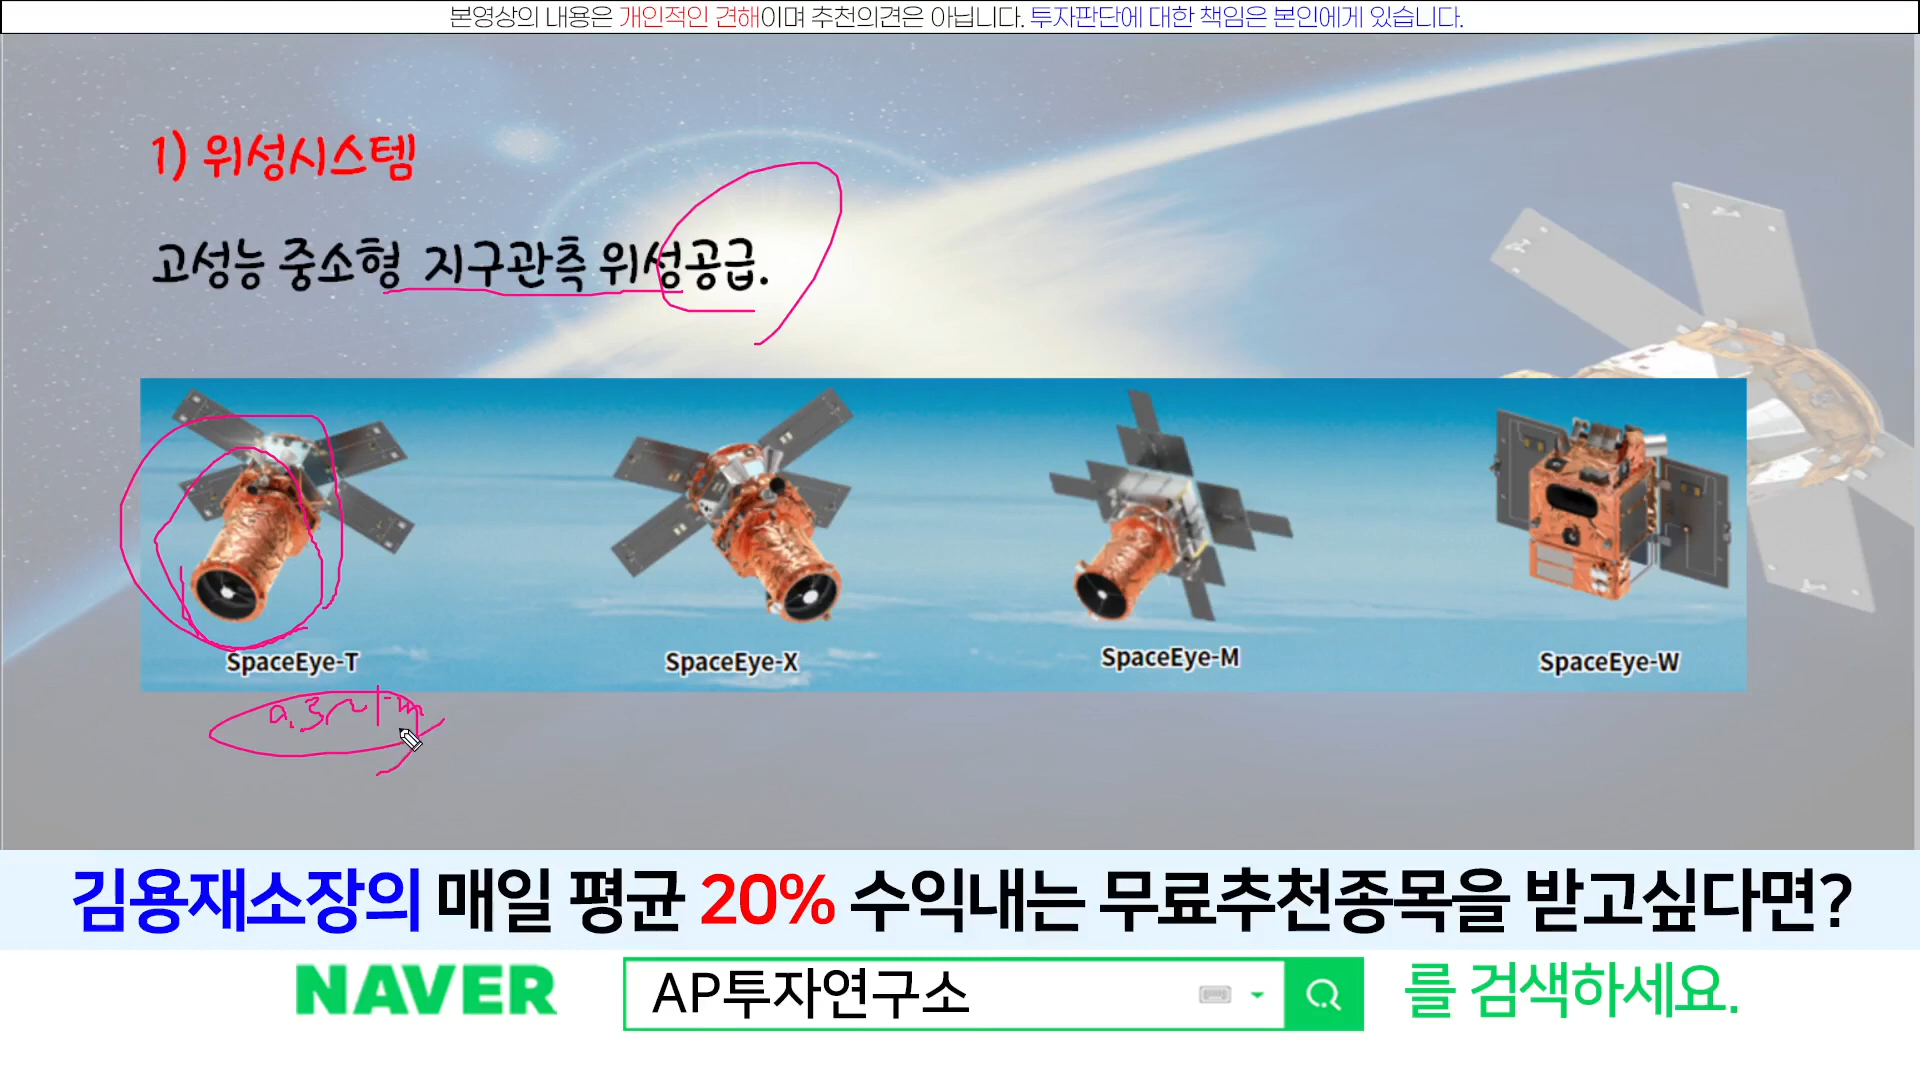 본영상의 내용은 개인적인 견해이며 추천의견은 아닙니다. 투자판단에 대한 책임은 본인에게 있습니다.
1) 위성시스템
고성능 중소형 지구관측 위성공급.
SpaceEye-T
SpaceEye-X
SpaceEye-M
SpaceEye-W
김용재소장의 매일 평균 20% 수익내는 무료추천종목을 받고싶다면?
NAVER AP투자연구소 를 검색하세요.